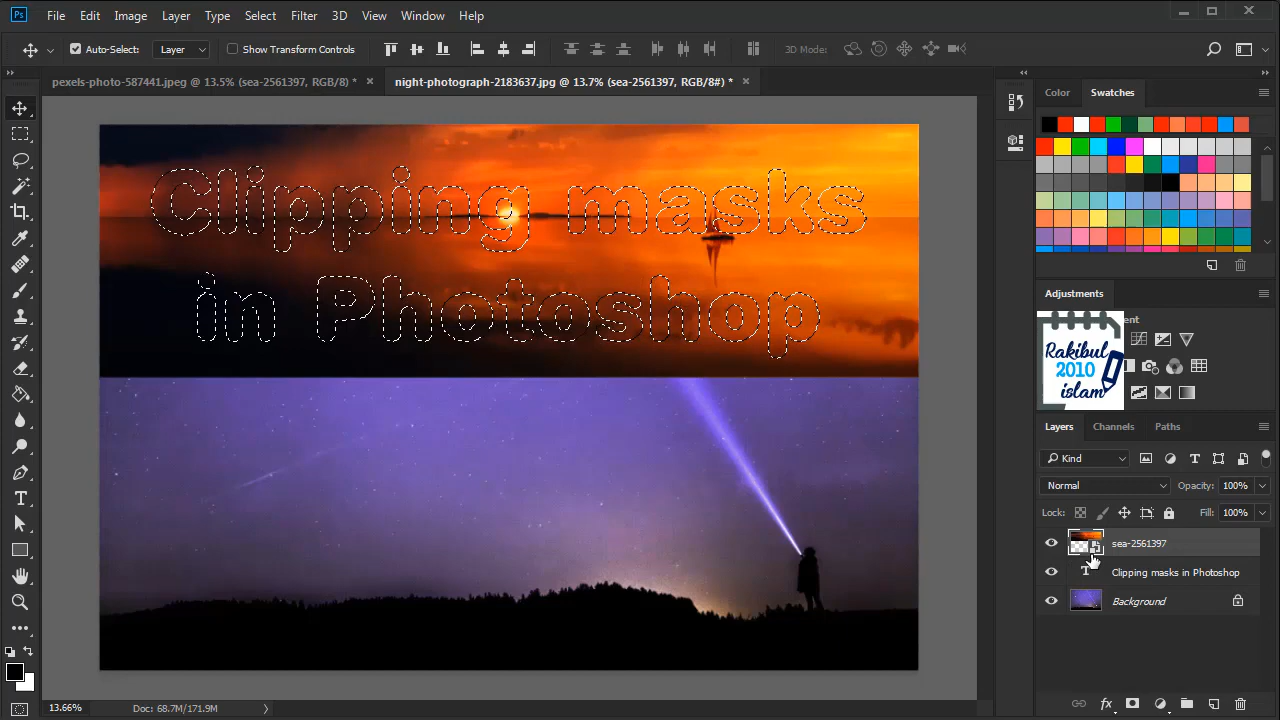 Ps File Edit Image Layer Type Select Filter 3D View Window Help
Auto-Select: Layer Show Transform Controls 3D Mode:
pexels-photo-587441.jpeg @ 13.5% (sea-2561397, RGB/8) * night-photograph-2183637.jpg @ 13.7% (sea-2561397, RGB/8#) *
Color Swatches
Clipping masks
in Photoshop
Adjustments
ent
Rakibul
2010
islam
Layers Channels Paths
Kind
Normal Opacity: 100%
Lock: Fill: 100%
sea-2561397
T Clipping masks in Photoshop
Background
13.66% Doc: 68.7M/171.9M
fx